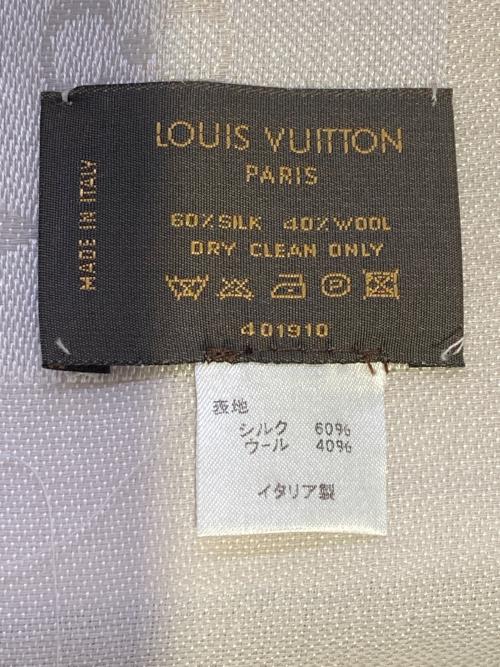 LOUIS VUITTON
PARIS
MADE IN ITALY
60%SILK 40%WOOL
DRY CLEAN ONLY
P
401910
表地
シルク 60%
ウール 40%
イタリア製